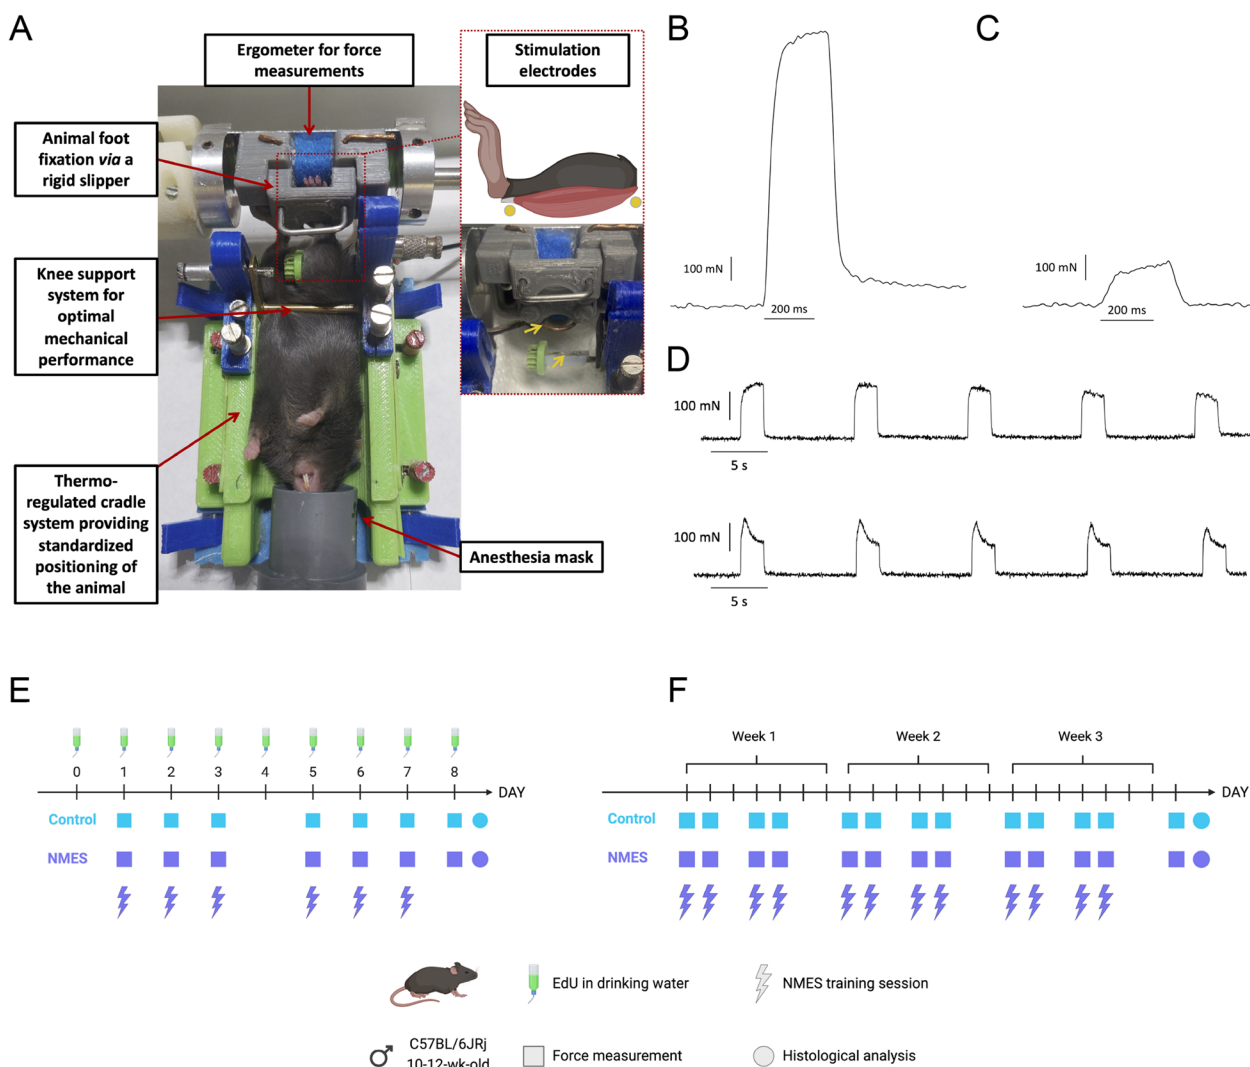 A
Ergometer for force
measurements
Stimulation
electrodes
Animal foot
fixation via a
rigid slipper
Knee support
system for
optimal
mechanical
performance
Thermo-
regulated cradle
system providing
standardized
positioning of
the animal
Anesthesia mask
B
100 mN
200 ms
C
100 mN
200 ms
D
100 mN
5 s
100 mN
5 s
E
0 1 2 3 4 5 6 7 8
DAY
Control
NMES
F
Week 1 Week 2 Week 3
DAY
Control
NMES
EdU in drinking water
NMES training session
C57BL/6JRj
10-12-wk-old
Force measurement
Histological analysis